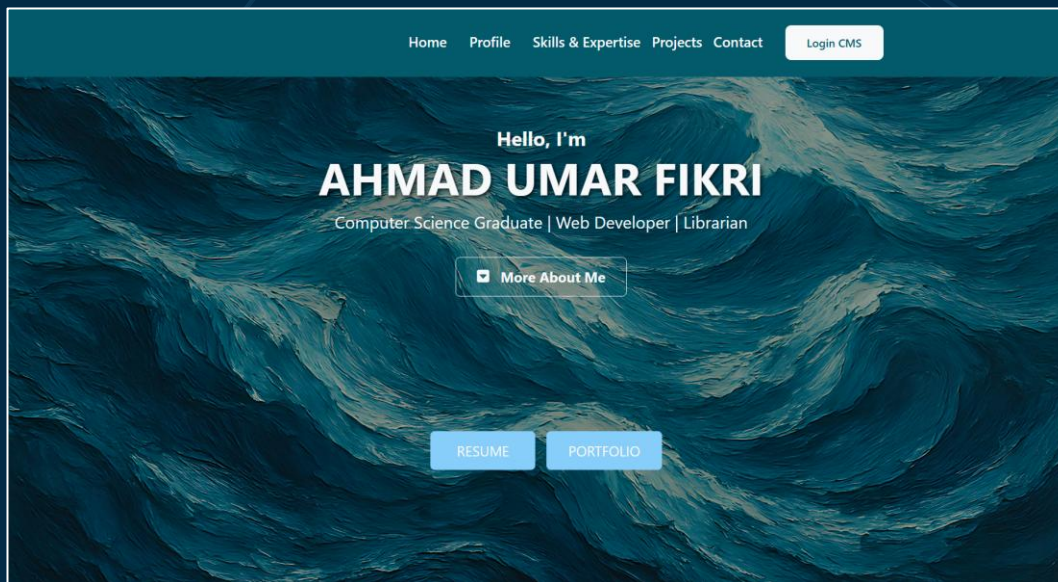 Home Profile Skills & Expertise Projects Contact Login CMS
Hello, I'm
AHMAD UMAR FIKRI
Computer Science Graduate | Web Developer | Librarian
More About Me
RESUME PORTFOLIO